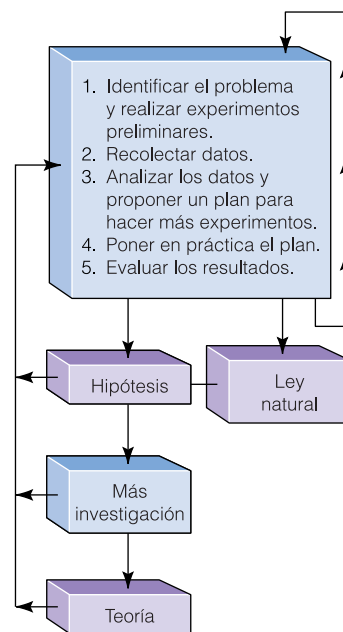 1. Identificar el problema
y realizar experimentos
preliminares.
2. Recolectar datos.
3. Analizar los datos y
proponer un plan para
hacer más experimentos.
4. Poner en práctica el plan.
5. Evaluar los resultados.
Hipótesis
Ley
natural
Más
investigación
Teoría